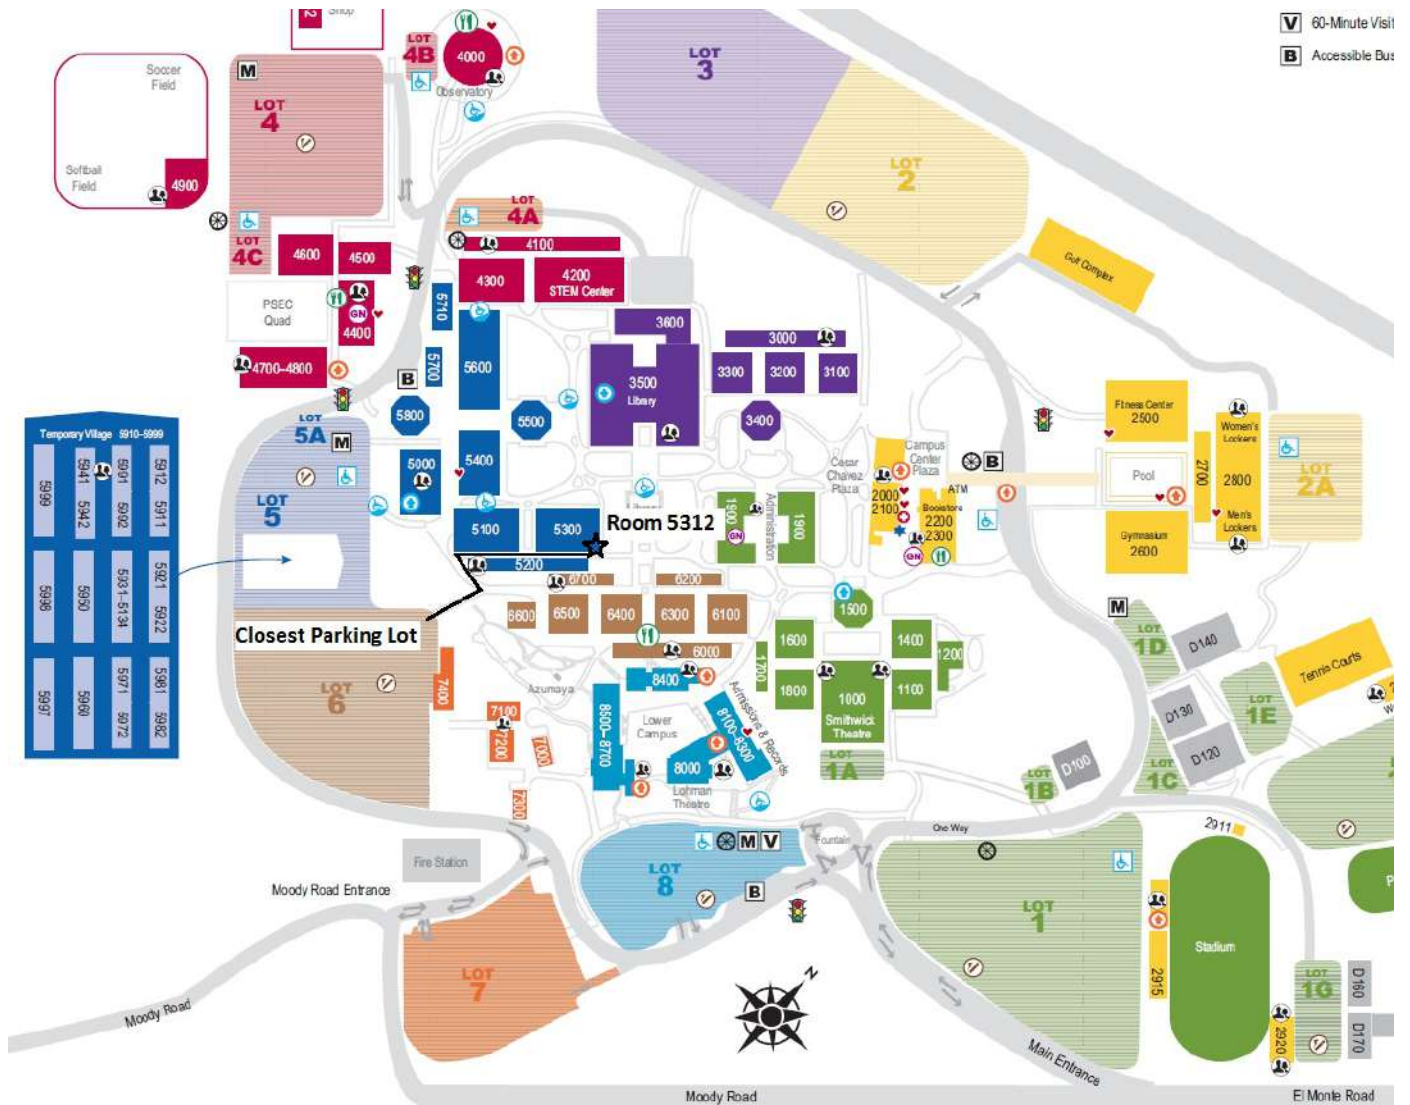 Shop
V 60-Minute Visit
B Accessible Bus
Soccer
Field
Softball
Field
4900
M
LOT
4
LOT
4B
4000
Observatory
LOT
3
LOT
2
LOT
4C
LOT
4A
4100
4600
4500
4300
4200
STEM Center
PSEC
Quad
GN
4400
4700-4800
5710
5700
5600
B
5800
5500
5400
5000
3600
3500
Library
3000
3300
3200
3100
3400
Golf Complex
Fitness Center
2500
Women's
Lockers
2700
2800
Pool
Men's
Lockers
Gymnasium
2600
LOT
2A
Temporary Village 5910-5999
5999
5941
5942
5991
5992
5912
5911
5998
5950
5931-5134
5921
5922
5997
5960
5971
5972
5981
5982
LOT
5A
M
LOT
5
5100
5300
Room 5312
5200
Closest Parking Lot
LOT
6
Cesar
Chavez
Plaza
Campus
Center
Plaza
B
ATM
2000
2100
Bookstore
2200
2300
GN
1900
GN
Administration
1900
6700
6200
6600
6500
6400
6300
6100
6000
1500
1600
1400
1700
1200
1800
1100
1000
Smithwick
Theatre
LOT
1A
Azumaya
7400
7100
7200
7000
7300
8400
8500-8700
Lower
Campus
8100-8300
Admissions & Records
8000
Lohman
Theatre
M
LOT
1D
D140
D130
D120
LOT
1E
Tennis Courts
LOT
1C
LOT
1B
D100
Fire Station
Moody Road Entrance
M V
LOT
8
B
Fountain
One Way
2911
LOT
1
Stadium
2915
LOT
7
N
LOT
1G
D160
D170
2920
Moody Road
Main Entrance
Moody Road
El Monte Road